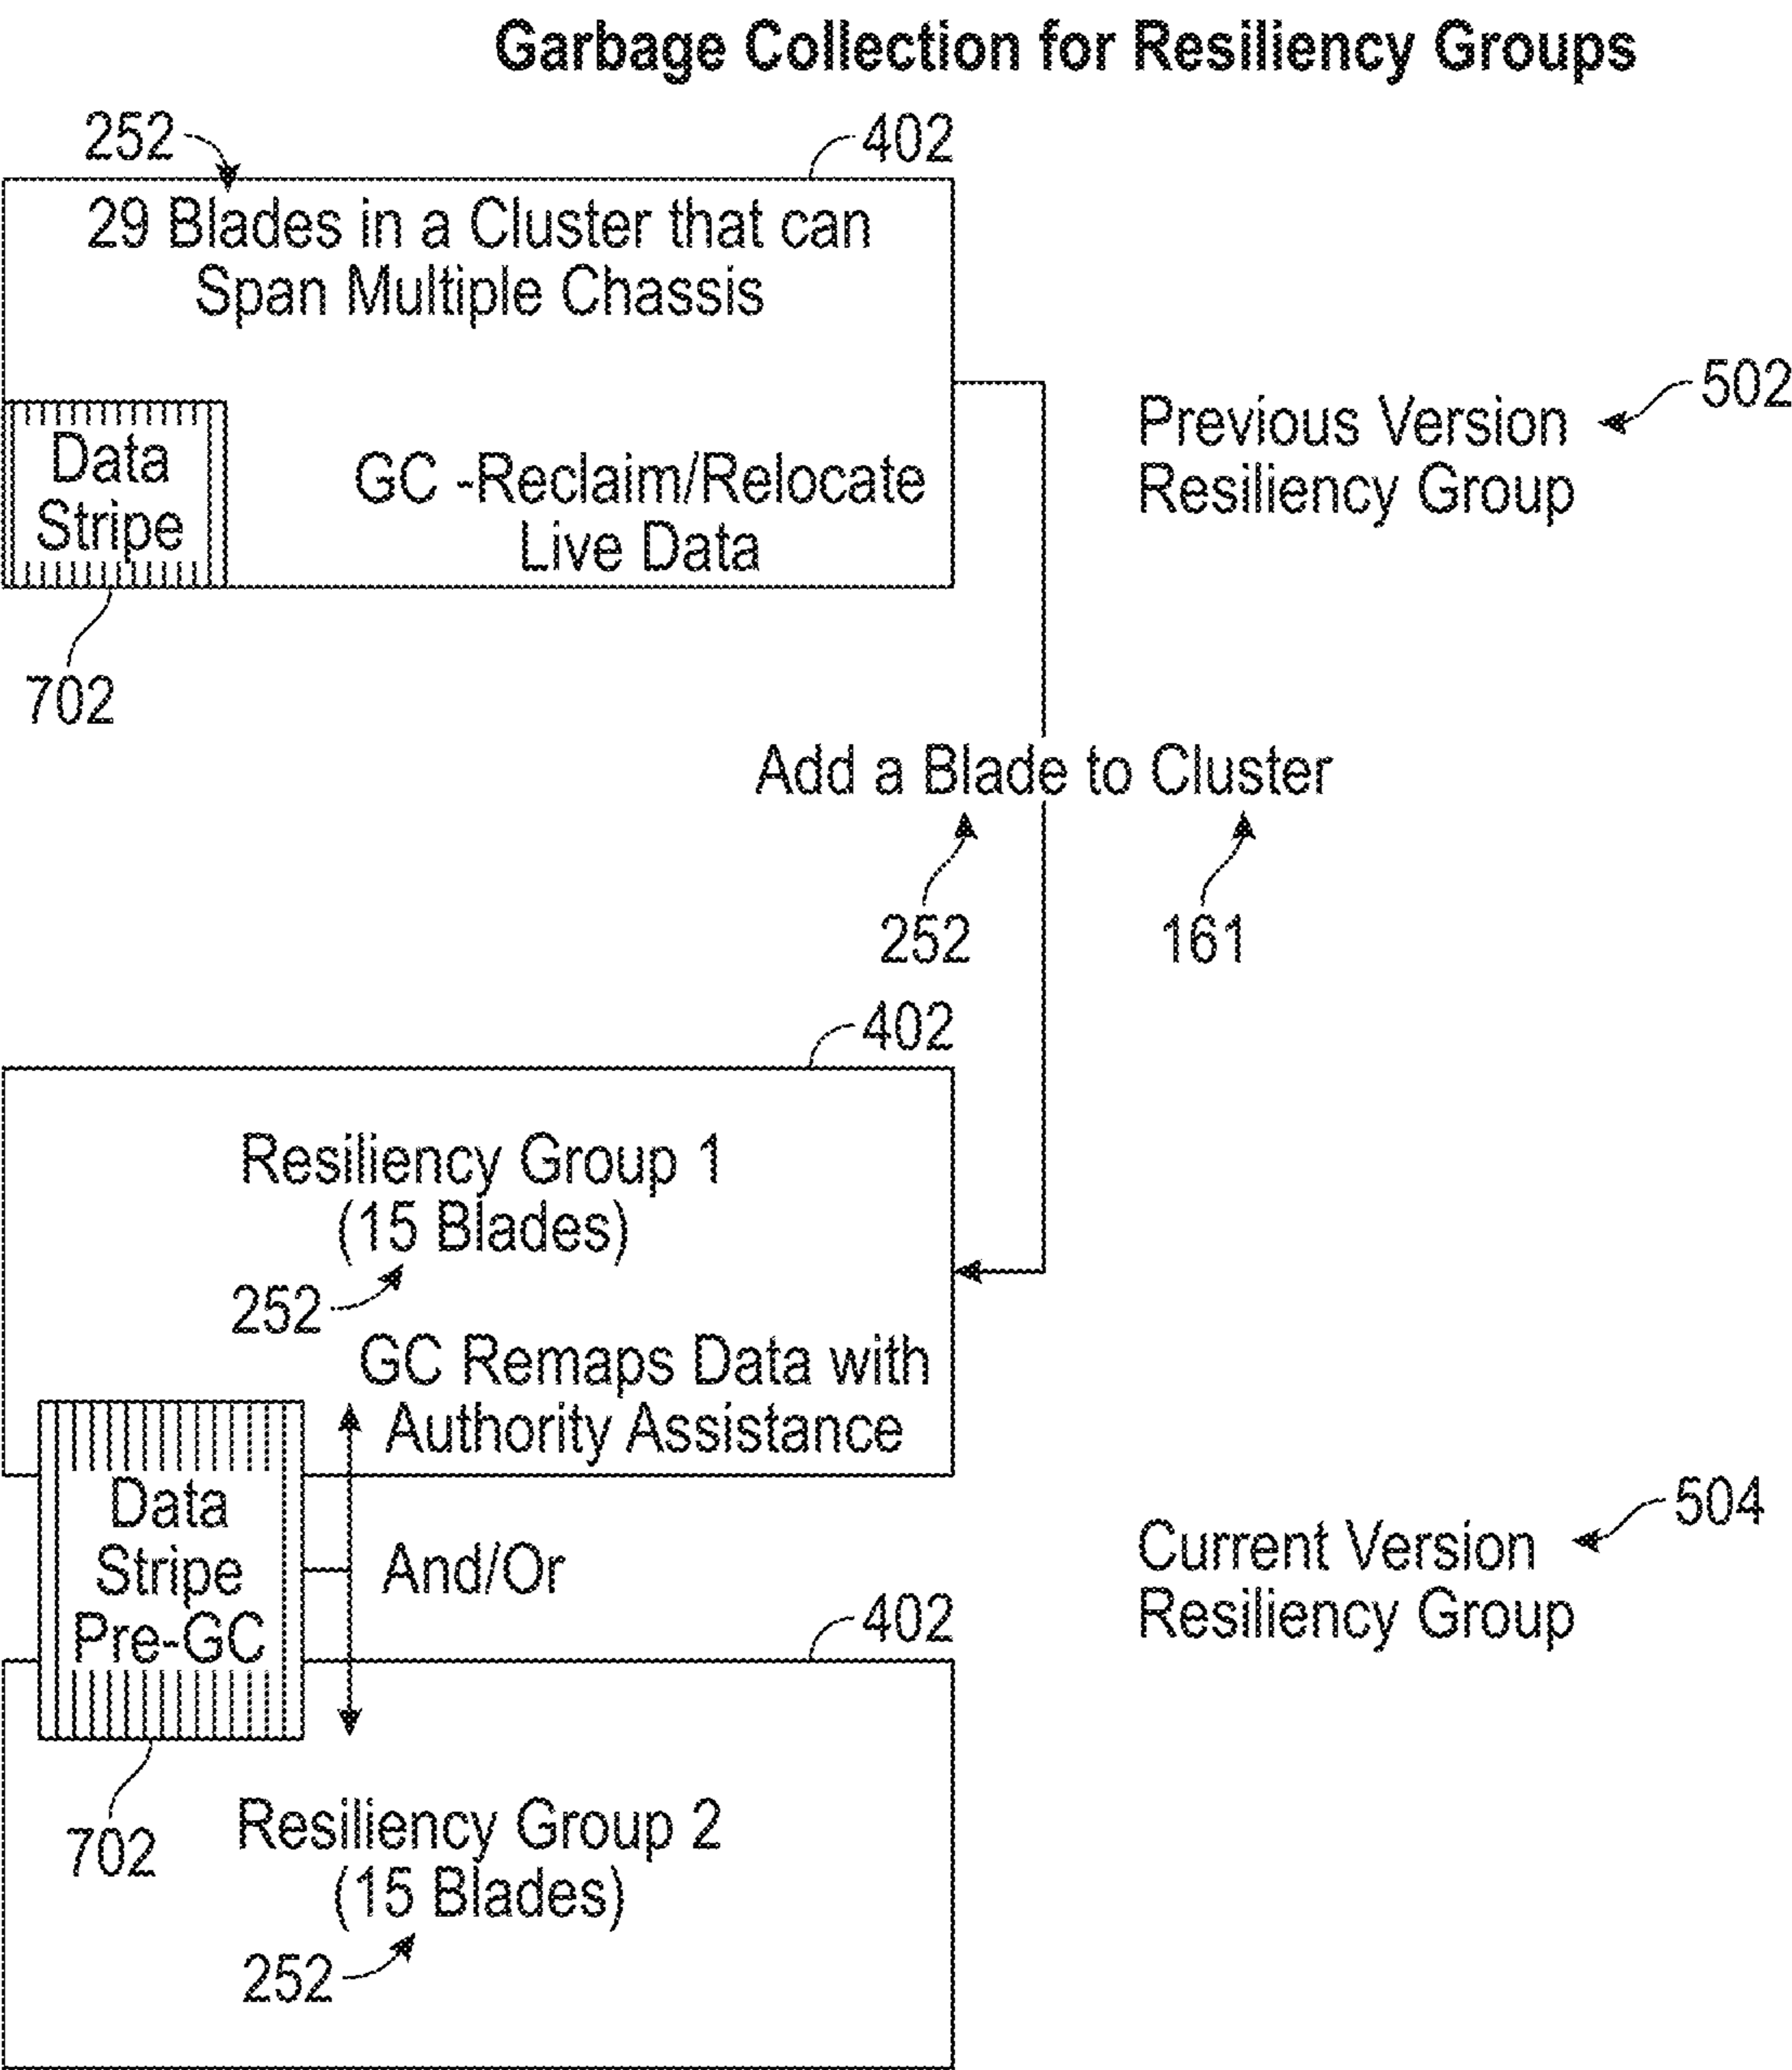 Garbage Collection for Resiliency Groups
252
402
29 Blades in a Cluster that can
Span Multiple Chassis
502
Previous Version
Resiliency Group
Data
Stripe
GC -Reclaim/Relocate
Live Data
702
Add a Blade to Cluster
252
161
402
Resiliency Group 1
(15 Blades)
252
GC Remaps Data with
Authority Assistance
Data
Stripe
Pre-GC
And/Or
504
Current Version
Resiliency Group
402
702
Resiliency Group 2
(15 Blades)
252